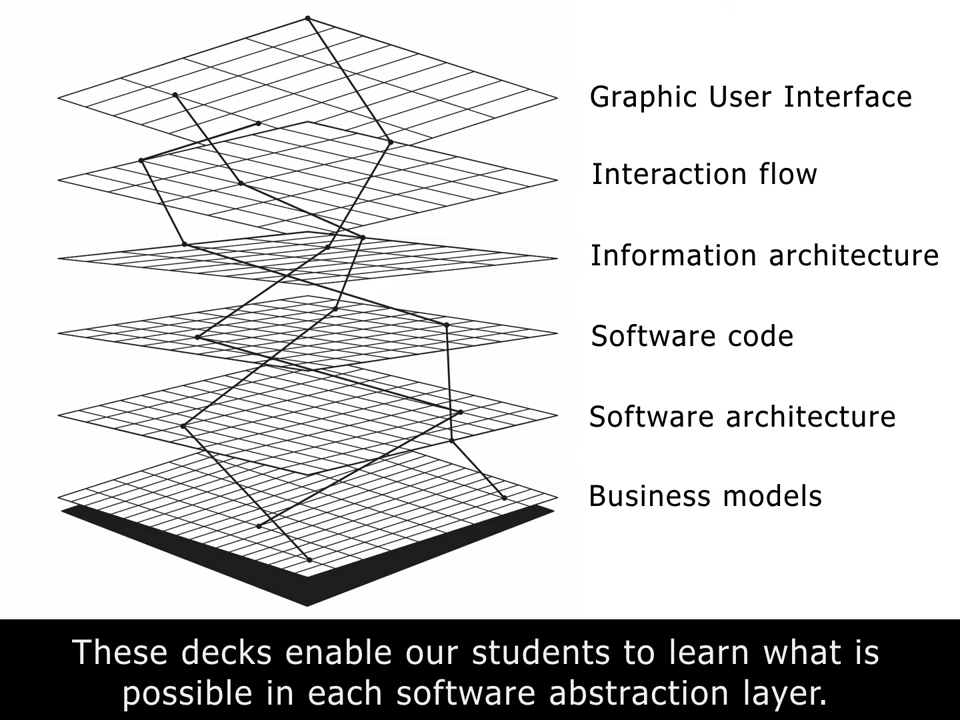 Graphic User Interface
Interaction flow
Information architecture
Software code
Software architecture
Business models
These decks enable our students to learn what is
possible in each software abstraction layer.